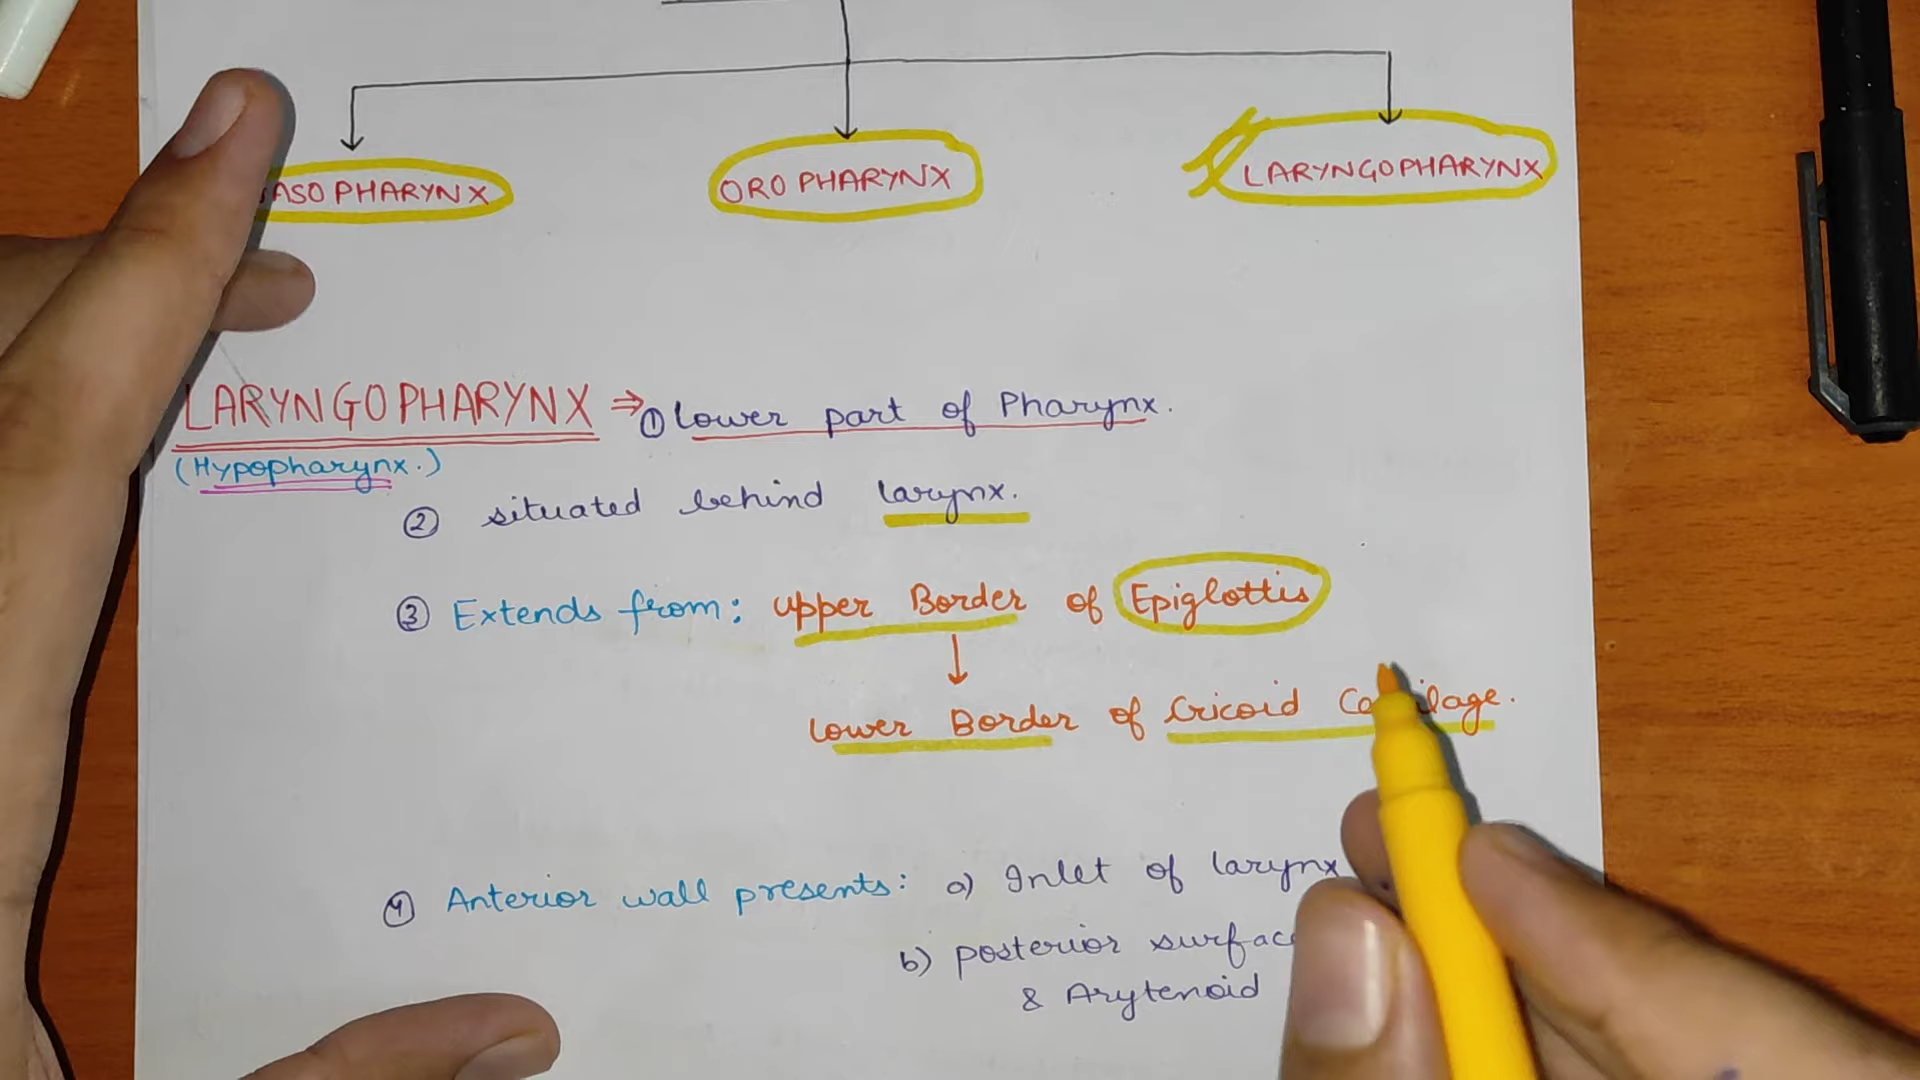 ASO PHARYNX
ORO PHARYNX
LARYNGOPHARYNX
LARYNGOPHARYNX ⇒ ① Lower part of Pharynx.
(Hypopharynx.)
② situated behind larynx.
③ Extends from: upper Border of Epiglottis
↓
Lower Border of Cricoid
④ Anterior wall presents: a) Inlet of larynx
b) posterior
& Arytenoid